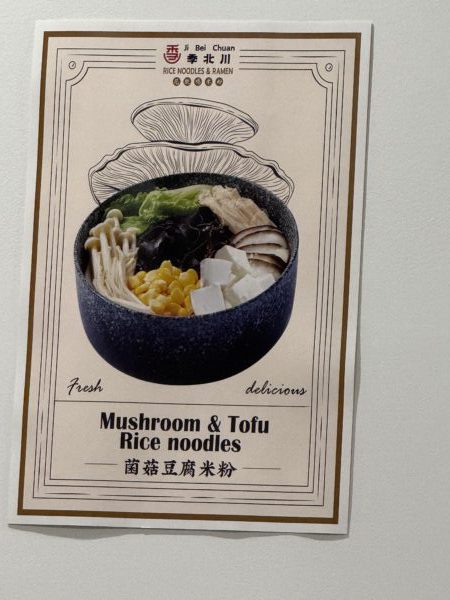 Ji Bei Chuan
季北川
RICE NOODLES & RAMEN
Fresh
delicious
Mushroom & Tofu
Rice noodles
菌菇豆腐米粉